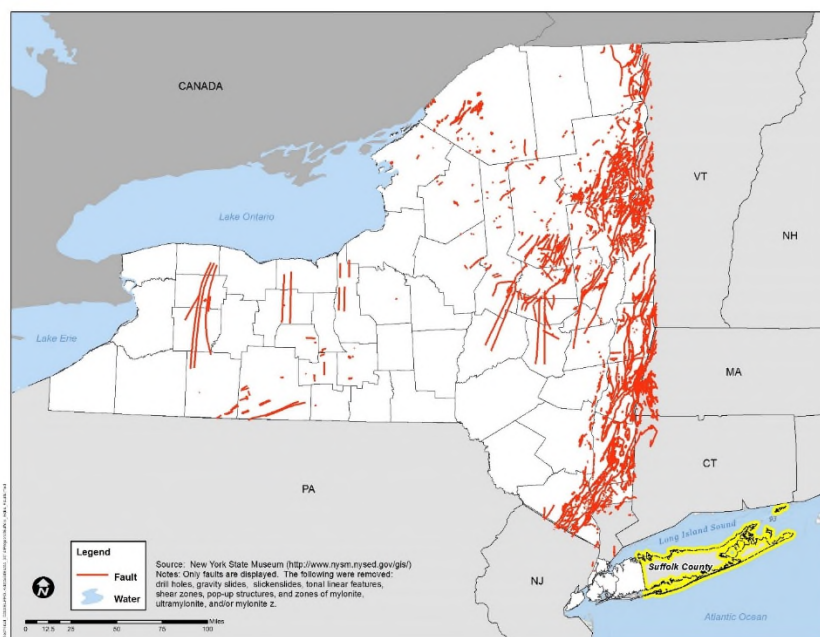 CANADA
Lake Ontario
VT
NH
Lake Erie
MA
CT
PA
Long Island Sound
RI
NJ
Suffolk County
Atlantic Ocean
Legend
Fault
Water
Source: New York State Museum (http://www.nysm.nysed.gov/gis/)
Notes: Only faults are displayed. The following were removed:
drill holes, gravity slides, slickenslides, tonal linear features,
shear zones, pop-up structures, and zones of mylonite,
ultramylonite, and/or mylonite z.
N
0 12.5 25 50 75 100 Miles